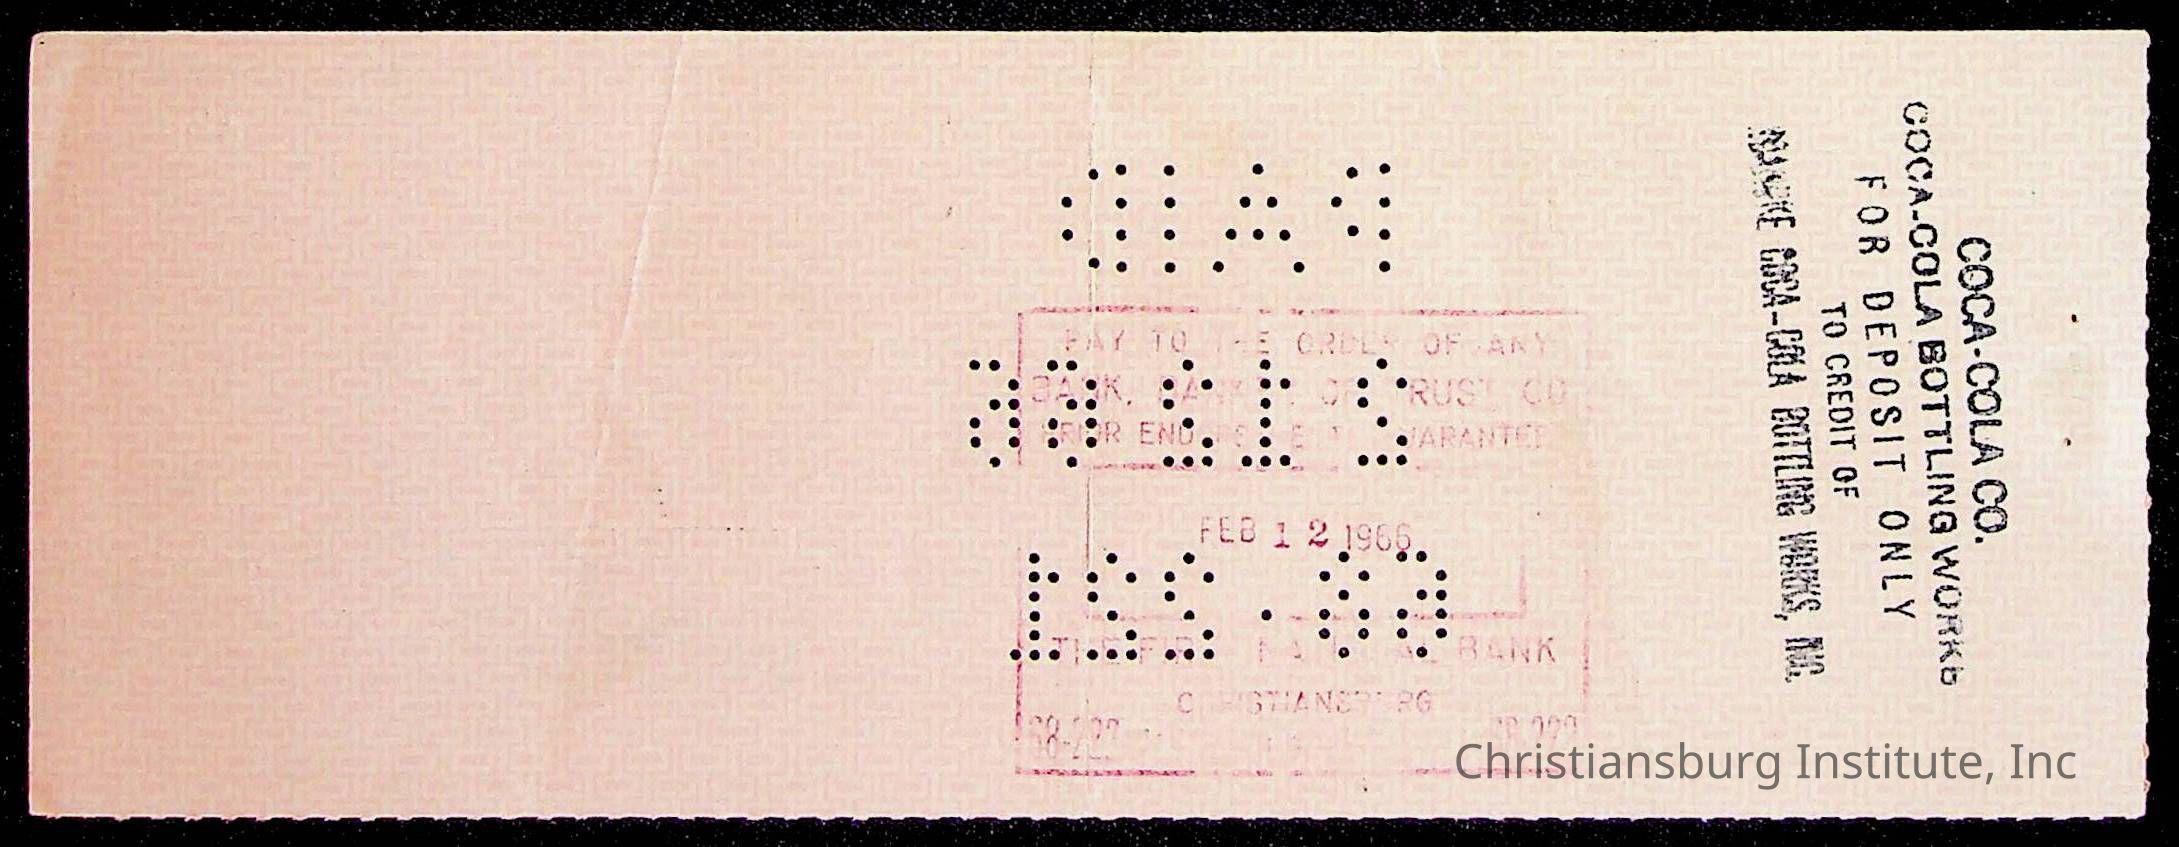 PAID
PAY TO THE ORDER OF ANY
BANK, BANKER OR TRUST CO
PRIOR ENDORSEMENTS GUARANTEED
FEB 12 1966
THE FIRST NATIONAL BANK
CHRISTIANSBURG
COCA-COLA CO.
COCA-COLA BOTTLING WORKS
FOR DEPOSIT ONLY
TO CREDIT OF
COCA-COLA BOTTLING WORKS, INC.
Christiansburg Institute, Inc